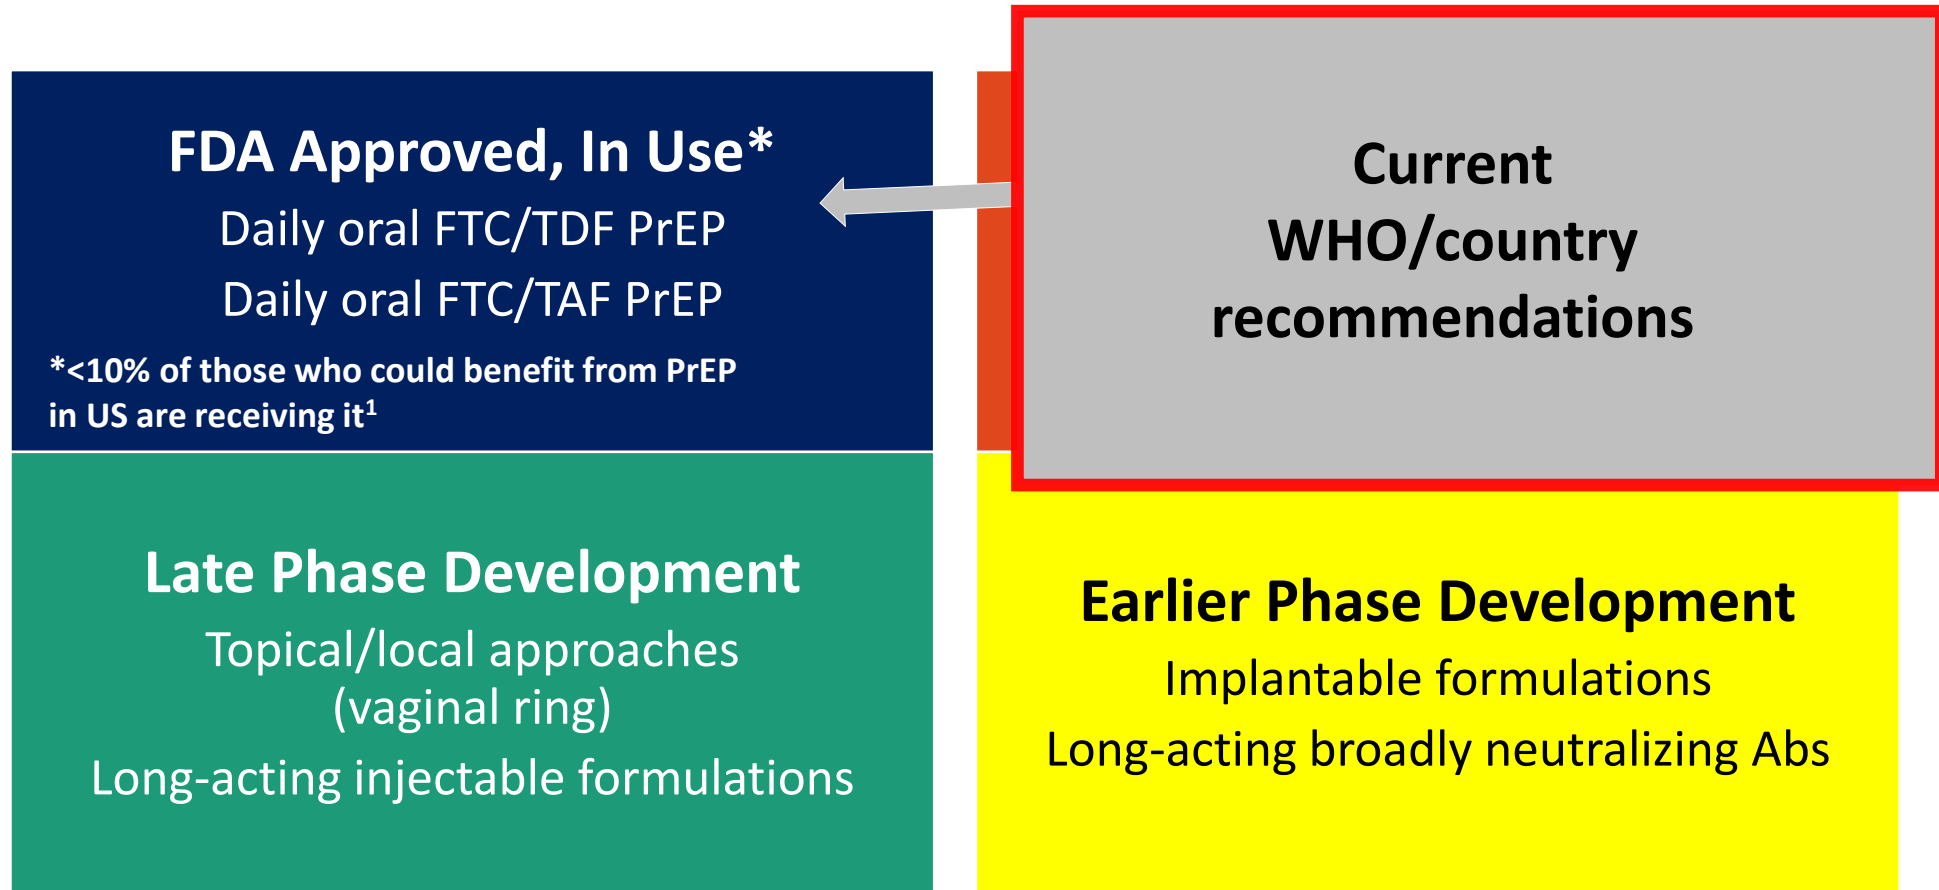 FDA Approved, In Use*
Daily oral FTC/TDF PrEP
Daily oral FTC/TAF PrEP
*<10% of those who could benefit from PrEP
in US are receiving it¹
Current
WHO/country
recommendations
Late Phase Development
Topical/local approaches
(vaginal ring)
Long-acting injectable formulations
Earlier Phase Development
Implantable formulations
Long-acting broadly neutralizing Abs